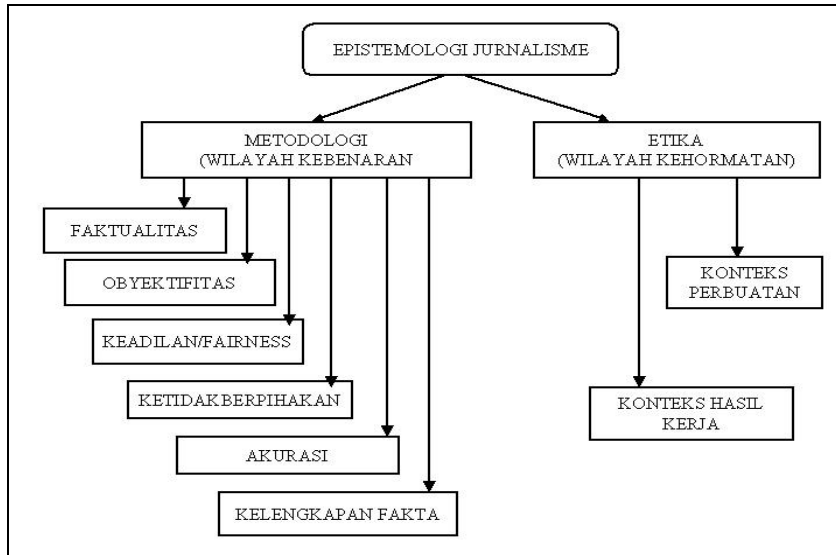 EPISTEMOLOGI JURNALISME
METODOLOGI
(WILAYAH KEBENARAN
ETIKA
(WILAYAH KEHORMATAN)
FAKTUALITAS
OBYEKTIFITAS
KEADILAN/FAIRNESS
KETIDAKBERPIHAKAN
AKURASI
KELENGKAPAN FAKTA
KONTEKS
PERBUATAN
KONTEKS HASIL
KERJA